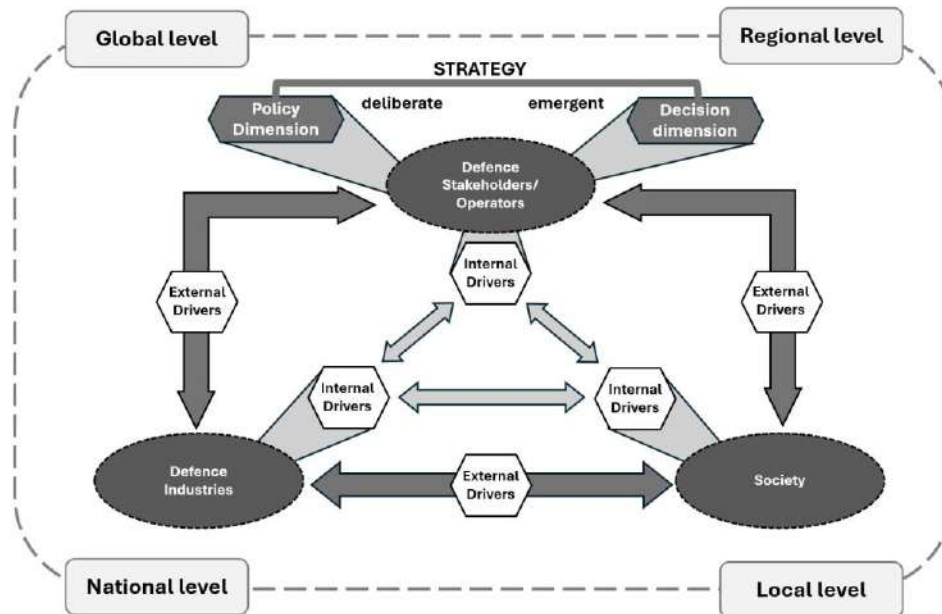 Global level
Regional level
STRATEGY
Policy
Dimension
deliberate
emergent
Decision
dimension
Defence
Stakeholders/
Operators
Internal
Drivers
External
Drivers
External
Drivers
Internal
Drivers
Internal
Drivers
Defence
Industries
External
Drivers
Society
National level
Local level